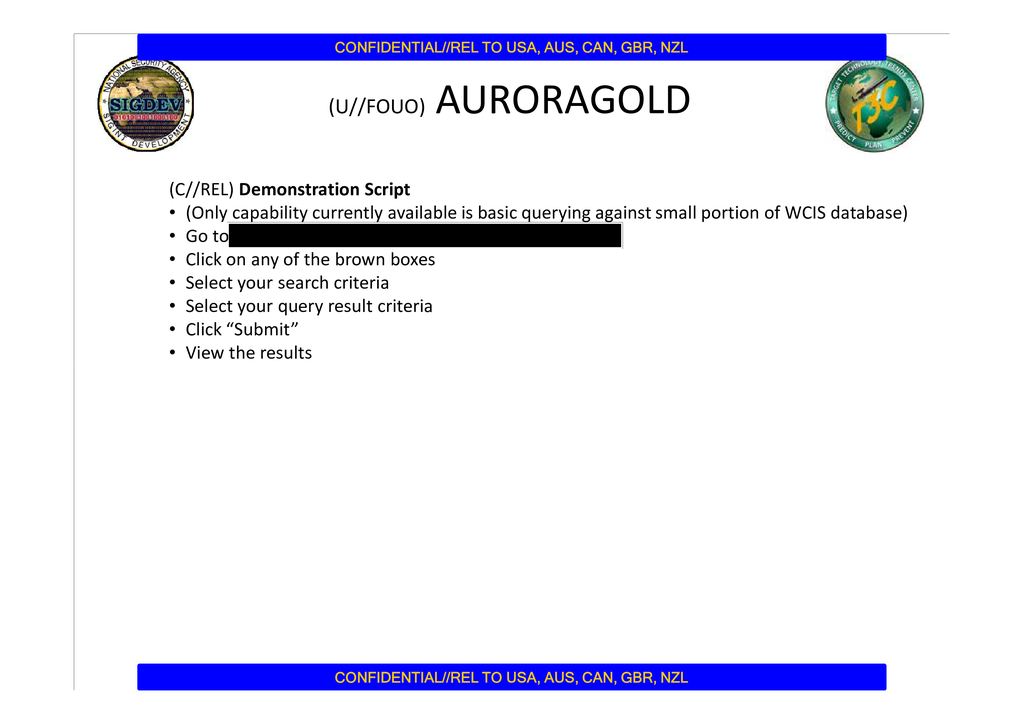 CONFIDENTIAL//REL TO USA, AUS, CAN, GBR, NZL
NATIONAL SECURITY AGENCY
SIGDEV
SIGINT DEVELOPMENT
(U//FOUO) AURORAGOLD
TARGET TECHNOLOGY TRENDS CENTER
T3C
PREDICT PLAN PREVENT
(C//REL) Demonstration Script
• (Only capability currently available is basic querying against small portion of WCIS database)
• Go to
• Click on any of the brown boxes
• Select your search criteria
• Select your query result criteria
• Click “Submit”
• View the results
CONFIDENTIAL//REL TO USA, AUS, CAN, GBR, NZL